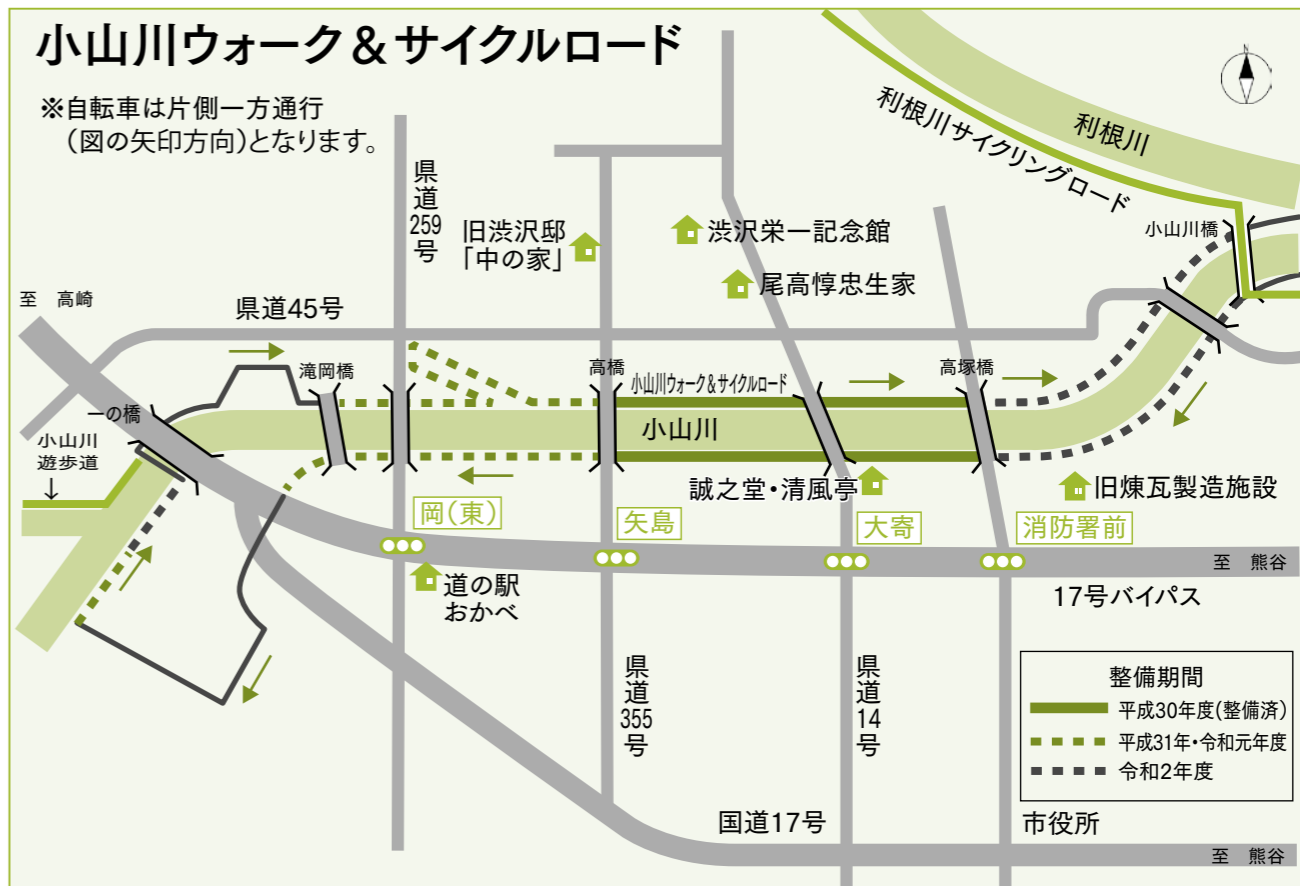 小山川ウォーク＆サイクルロード
※自転車は片側一方通行
（図の矢印方向）となります。
N
利根川
利根川サイクリングロード
小山川橋
県道
259
号
旧渋沢邸
「中の家」
渋沢栄一記念館
尾高惇忠生家
至　高崎
県道45号
滝岡橋
高橋
小山川ウォーク＆サイクルロード
高塚橋
一の橋
小山川
遊歩道
↓
小山川
誠之堂・清風亭
旧煉瓦製造施設
岡（東）
矢島
大寄
消防署前
至　熊谷
道の駅
おかべ
17号バイパス
県道
355
号
県道
14
号
整備期間
平成30年度(整備済)
平成31年・令和元年度
令和2年度
国道17号
市役所
至　熊谷